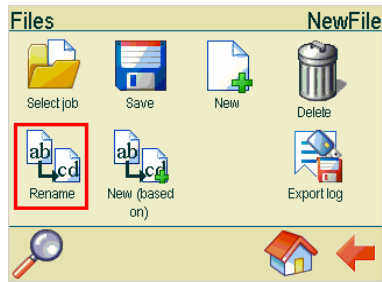 Files NewFile
Select job Save New Delete
ab cd ab cd
Rename New (based on) Export log